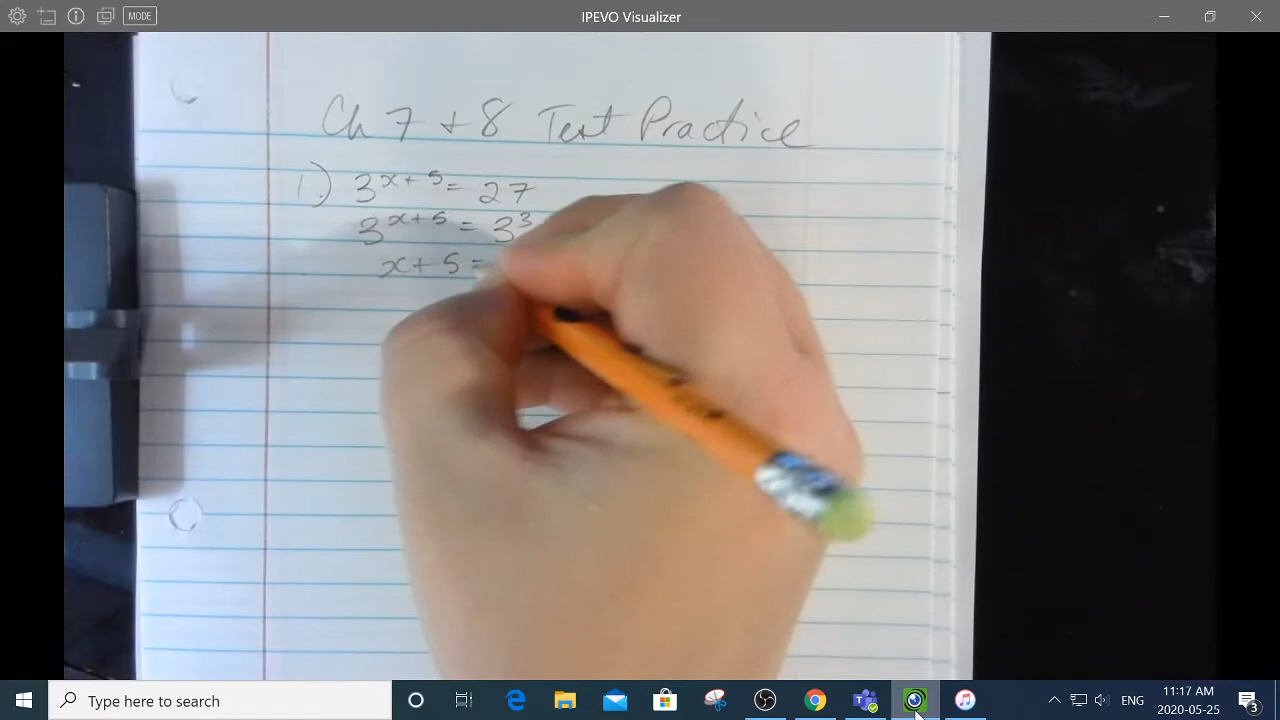 MODE
IPEVO Visualizer
Ch 7 + 8 Test Practice
1.) 3^x+5 = 27
3^x+5 = 3^3
x+5 =
Type here to search
ENG
11:17 AM
2020-05-25
3